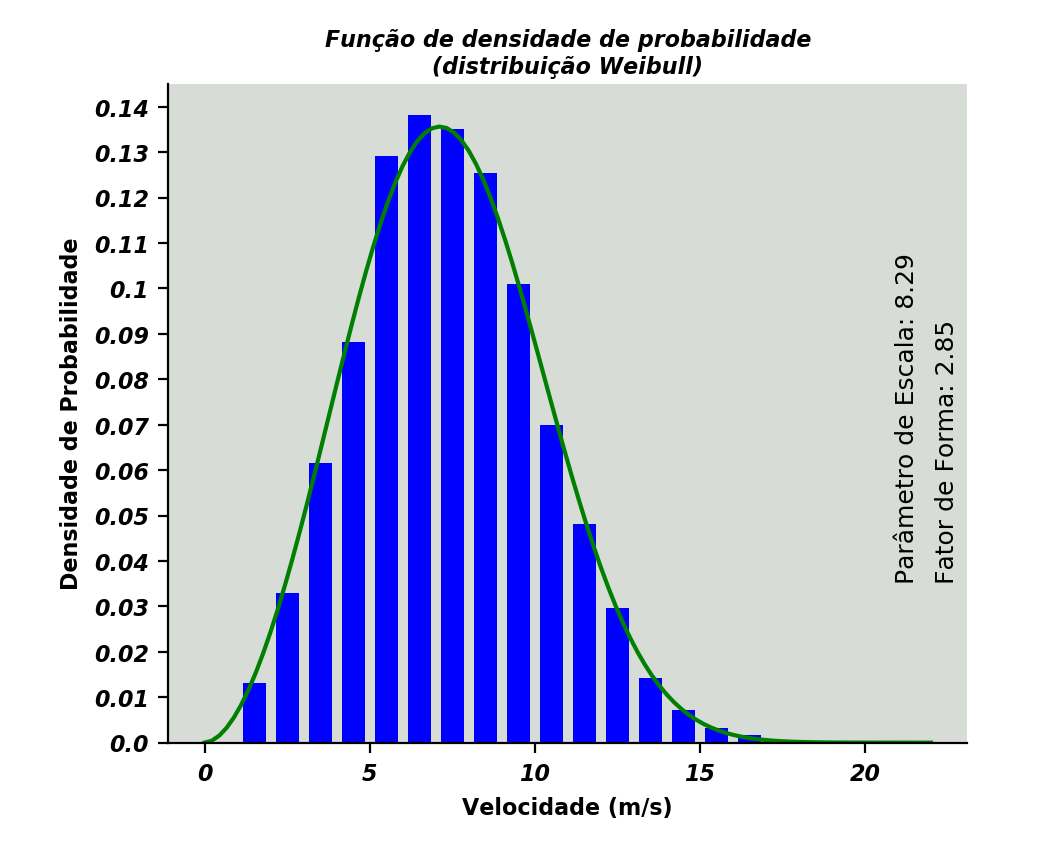 Função de densidade de probabilidade
(distribuição Weibull)
Densidade de Probabilidade
0.14
0.13
0.12
0.11
0.1
0.09
0.08
0.07
0.06
0.05
0.04
0.03
0.02
0.01
0.0
Parâmetro de Escala: 8.29
Fator de Forma: 2.85
0 5 10 15 20
Velocidade (m/s)